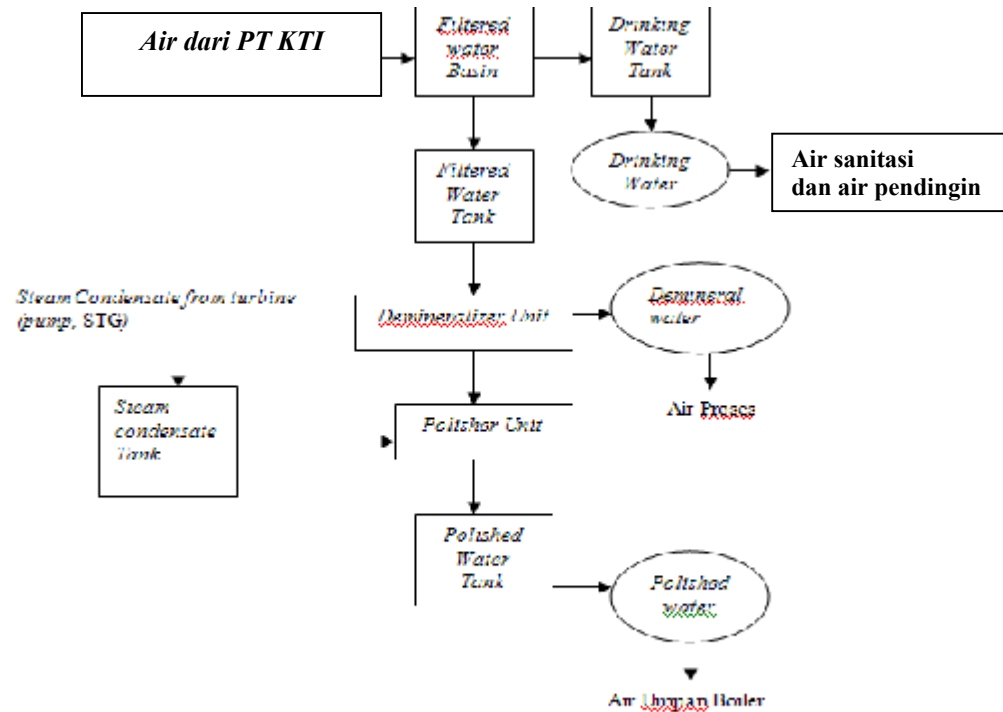 Air dari PT KTI
Filtered
water
Basin
Drinking
Water
Tank
Filtered
Water
Tank
Drinking
Water
Air sanitasi
dan air pendingin
Steam Condensate from turbine
(pump, STG)
Demineralizer Unit
Demineral
water
Steam
condensate
Tank
Polisher Unit
Air Proses
Polished
Water
Tank
Polished
water
Air Umpan Boiler